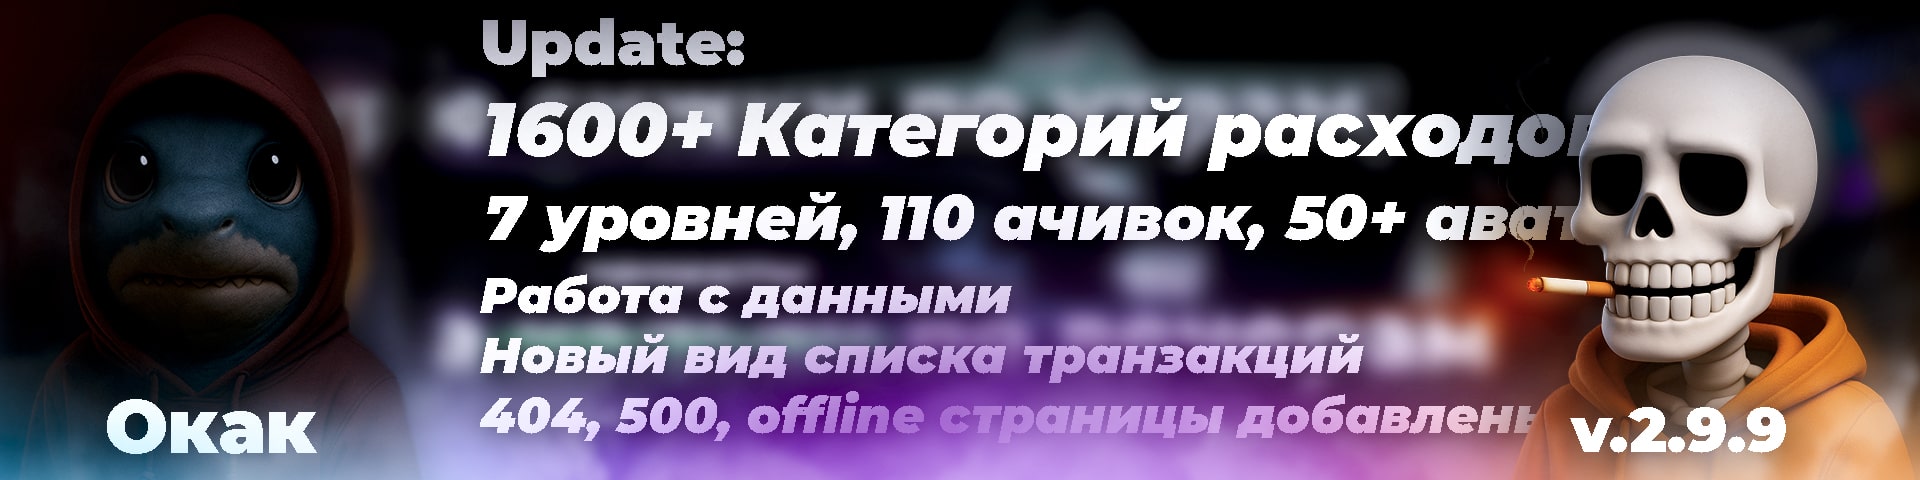 Update:
1600+ Категорий
7 уровней, 110 ачивок, 50+
Работа с данными
Новый вид списка транзакций
404, 500, offline страницы
Окак
v.2.9.9